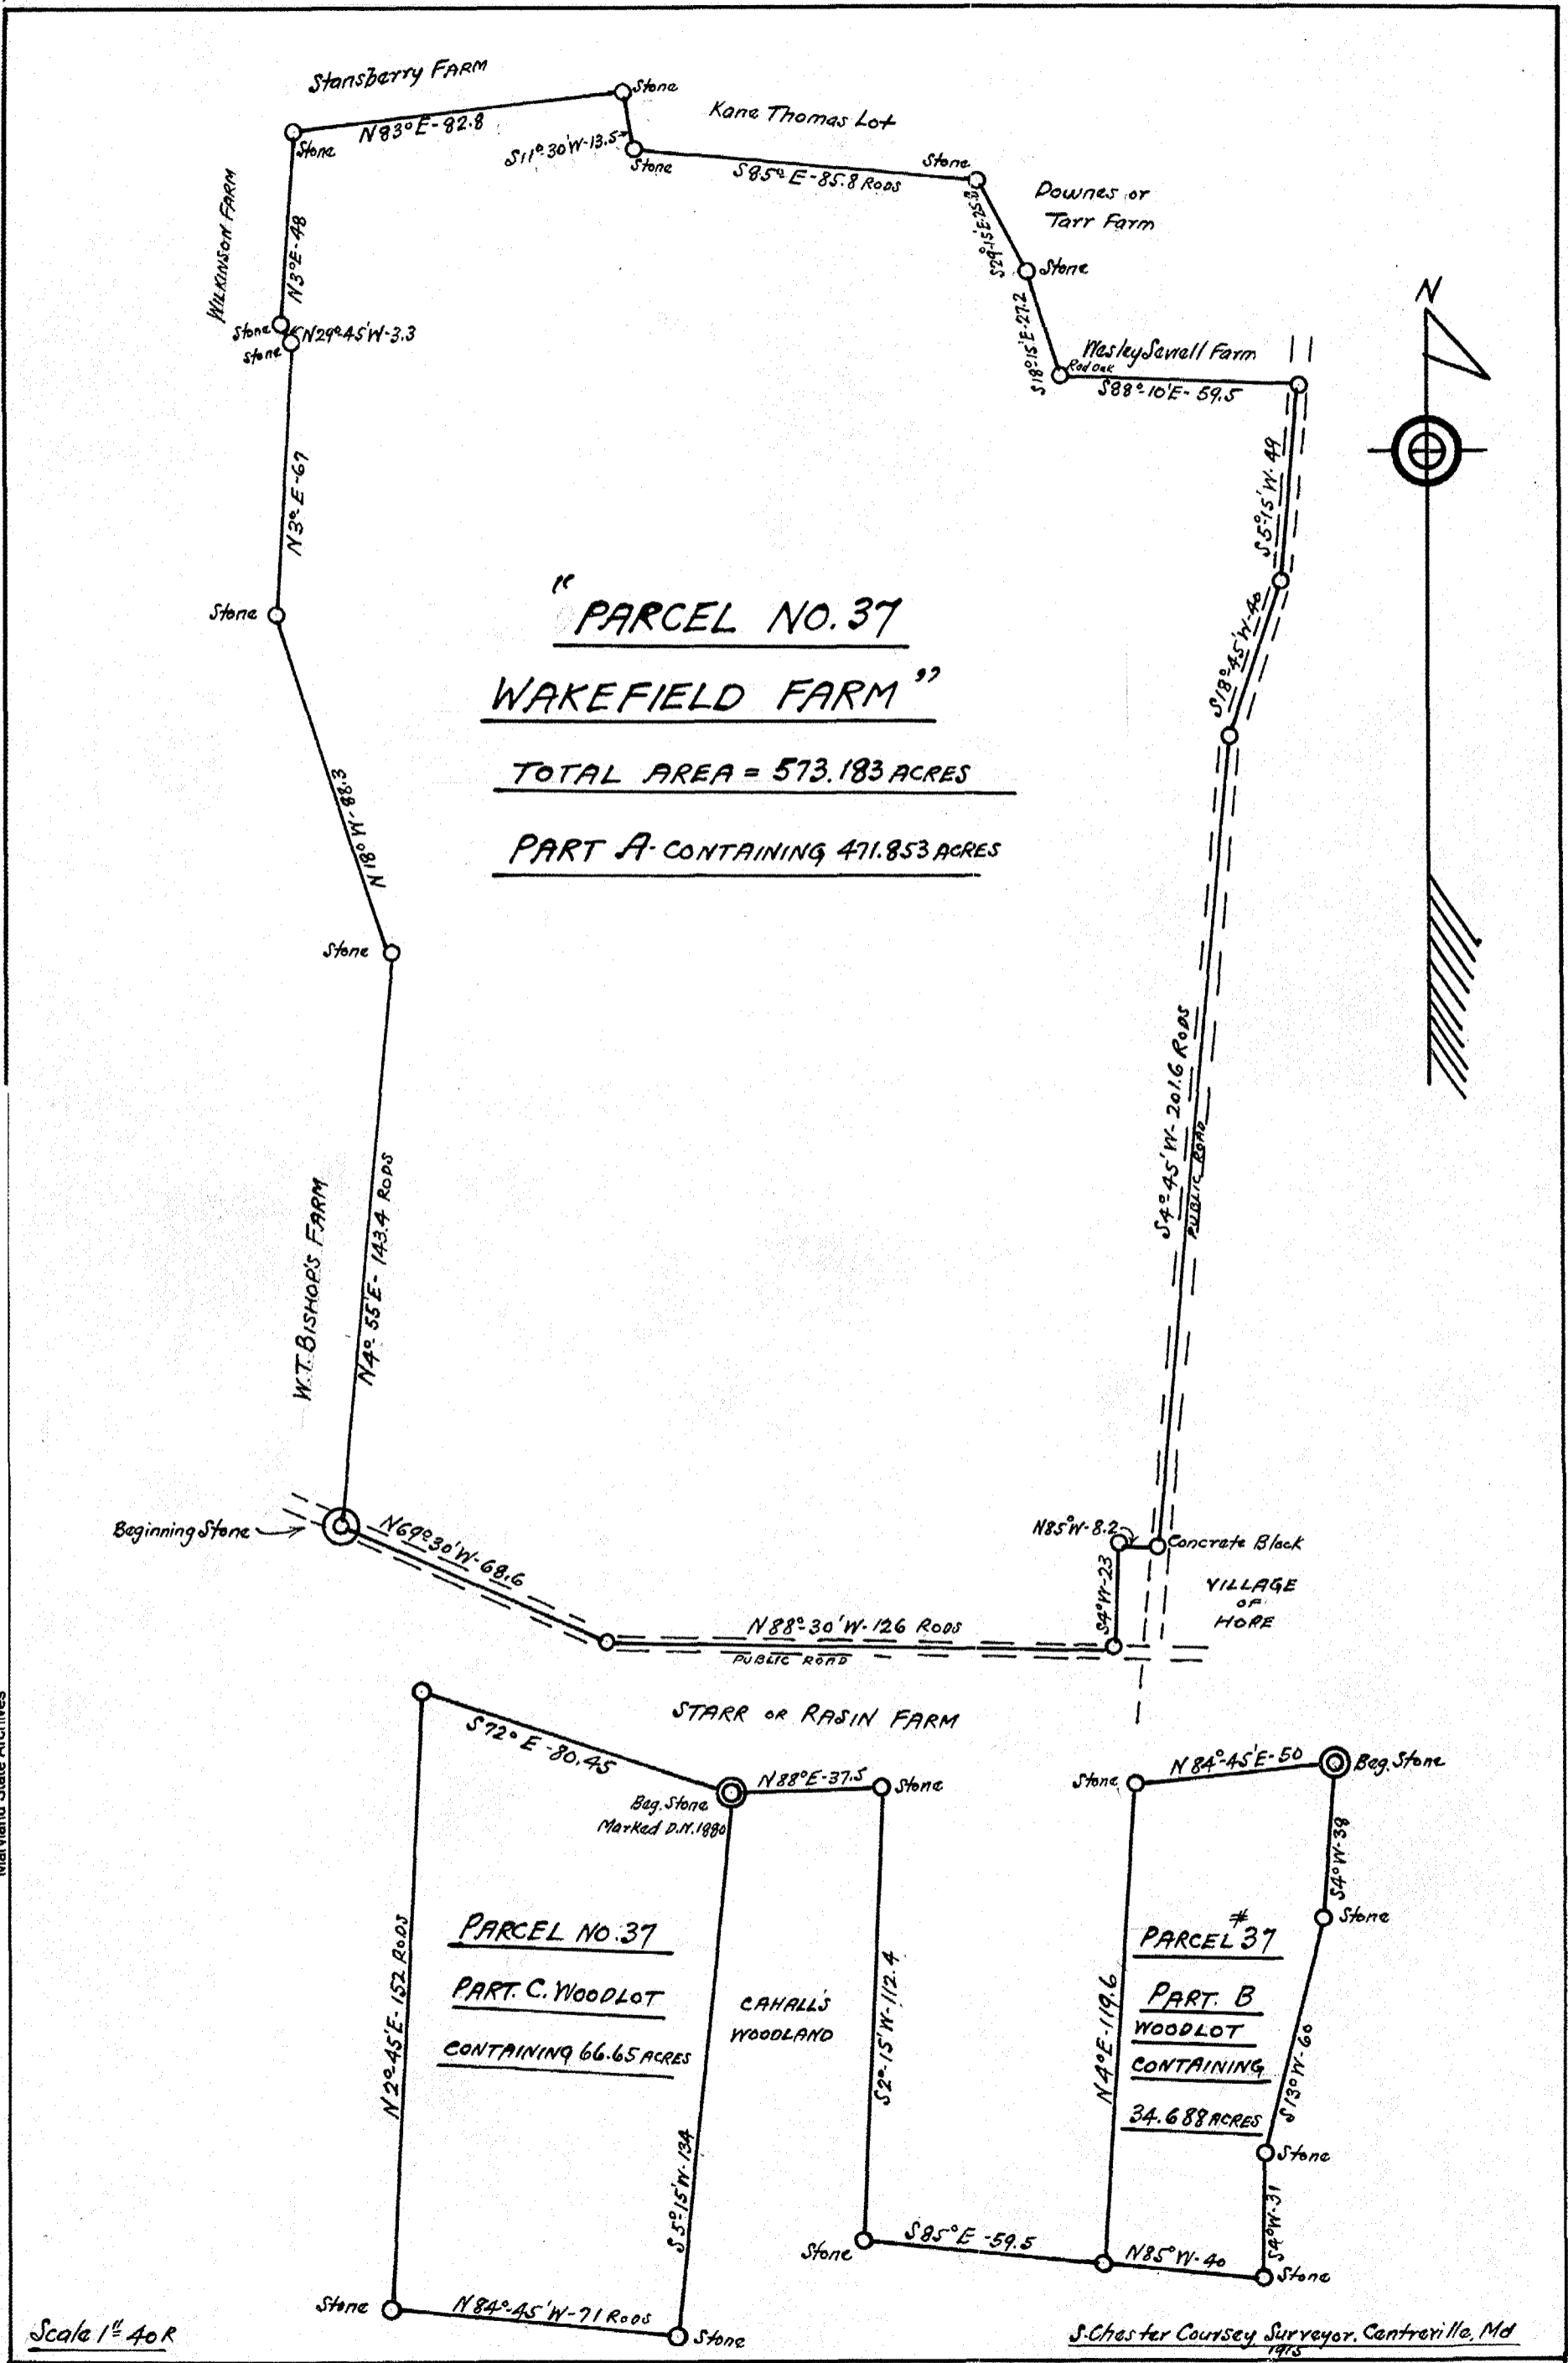 Stansberry FARM
Stone
Kane Thomas Lot
N83°E-82.8
Stone
S11°-30'W-13.5
Stone
S85°E-85.8 RODS
Stone
Downes or
Tarr Farm
S29°-15'E-25.0
Stone
WILKINSON FARM
N3°E-48
Stone
N29°-45'W-3.3
Stone
S18°-15'E-27.2
Red Oak
Wesley Sewell Farm
S88°-10'E-59.5
N
N3°-E-67
S5°-15'W-49
Stone
S18°-45'W-40
"PARCEL NO. 37
WAKEFIELD FARM"
TOTAL AREA = 573.183 ACRES
PART A-CONTAINING 471.853 ACRES
N18°W-88.3
Stone
S4°-45'W-201.6 RODS
PUBLIC ROAD
W.T. BISHOP'S FARM
N4°-55'E-143.4 RODS
Beginning Stone
N69°-30'W-68.6
N85°W-8.2
Concrete Block
S4°W-23
VILLAGE
OF
HOPE
N88°-30'W-126 RODS
PUBLIC ROAD
STARR OR RASIN FARM
S72°E-80.45
Beg. Stone
Marked D.N.1880
N88°E-37.5
Stone
Stone
N84°-45'E-50
Beg. Stone
S4°W-38
Stone
N2°-45'E-152 RODS
PARCEL NO. 37
PART. C. WOODLOT
CONTAINING 66.65 ACRES
S5°15'W-134
CAHALL'S
WOODLAND
S2°-15'W-112.4
N4°E-119.6
PARCEL # 37
PART. B
WOODLOT
CONTAINING
34.688 ACRES
S13°W-60
Stone
S4°W-31
Stone
Stone
S85°E-59.5
N85°W-40
Stone
N84°-45'W-71 RODS
Stone
Scale 1"=40R
S. Chester Coursey Surveyor. Centreville, Md
1915
Maryland State Archives